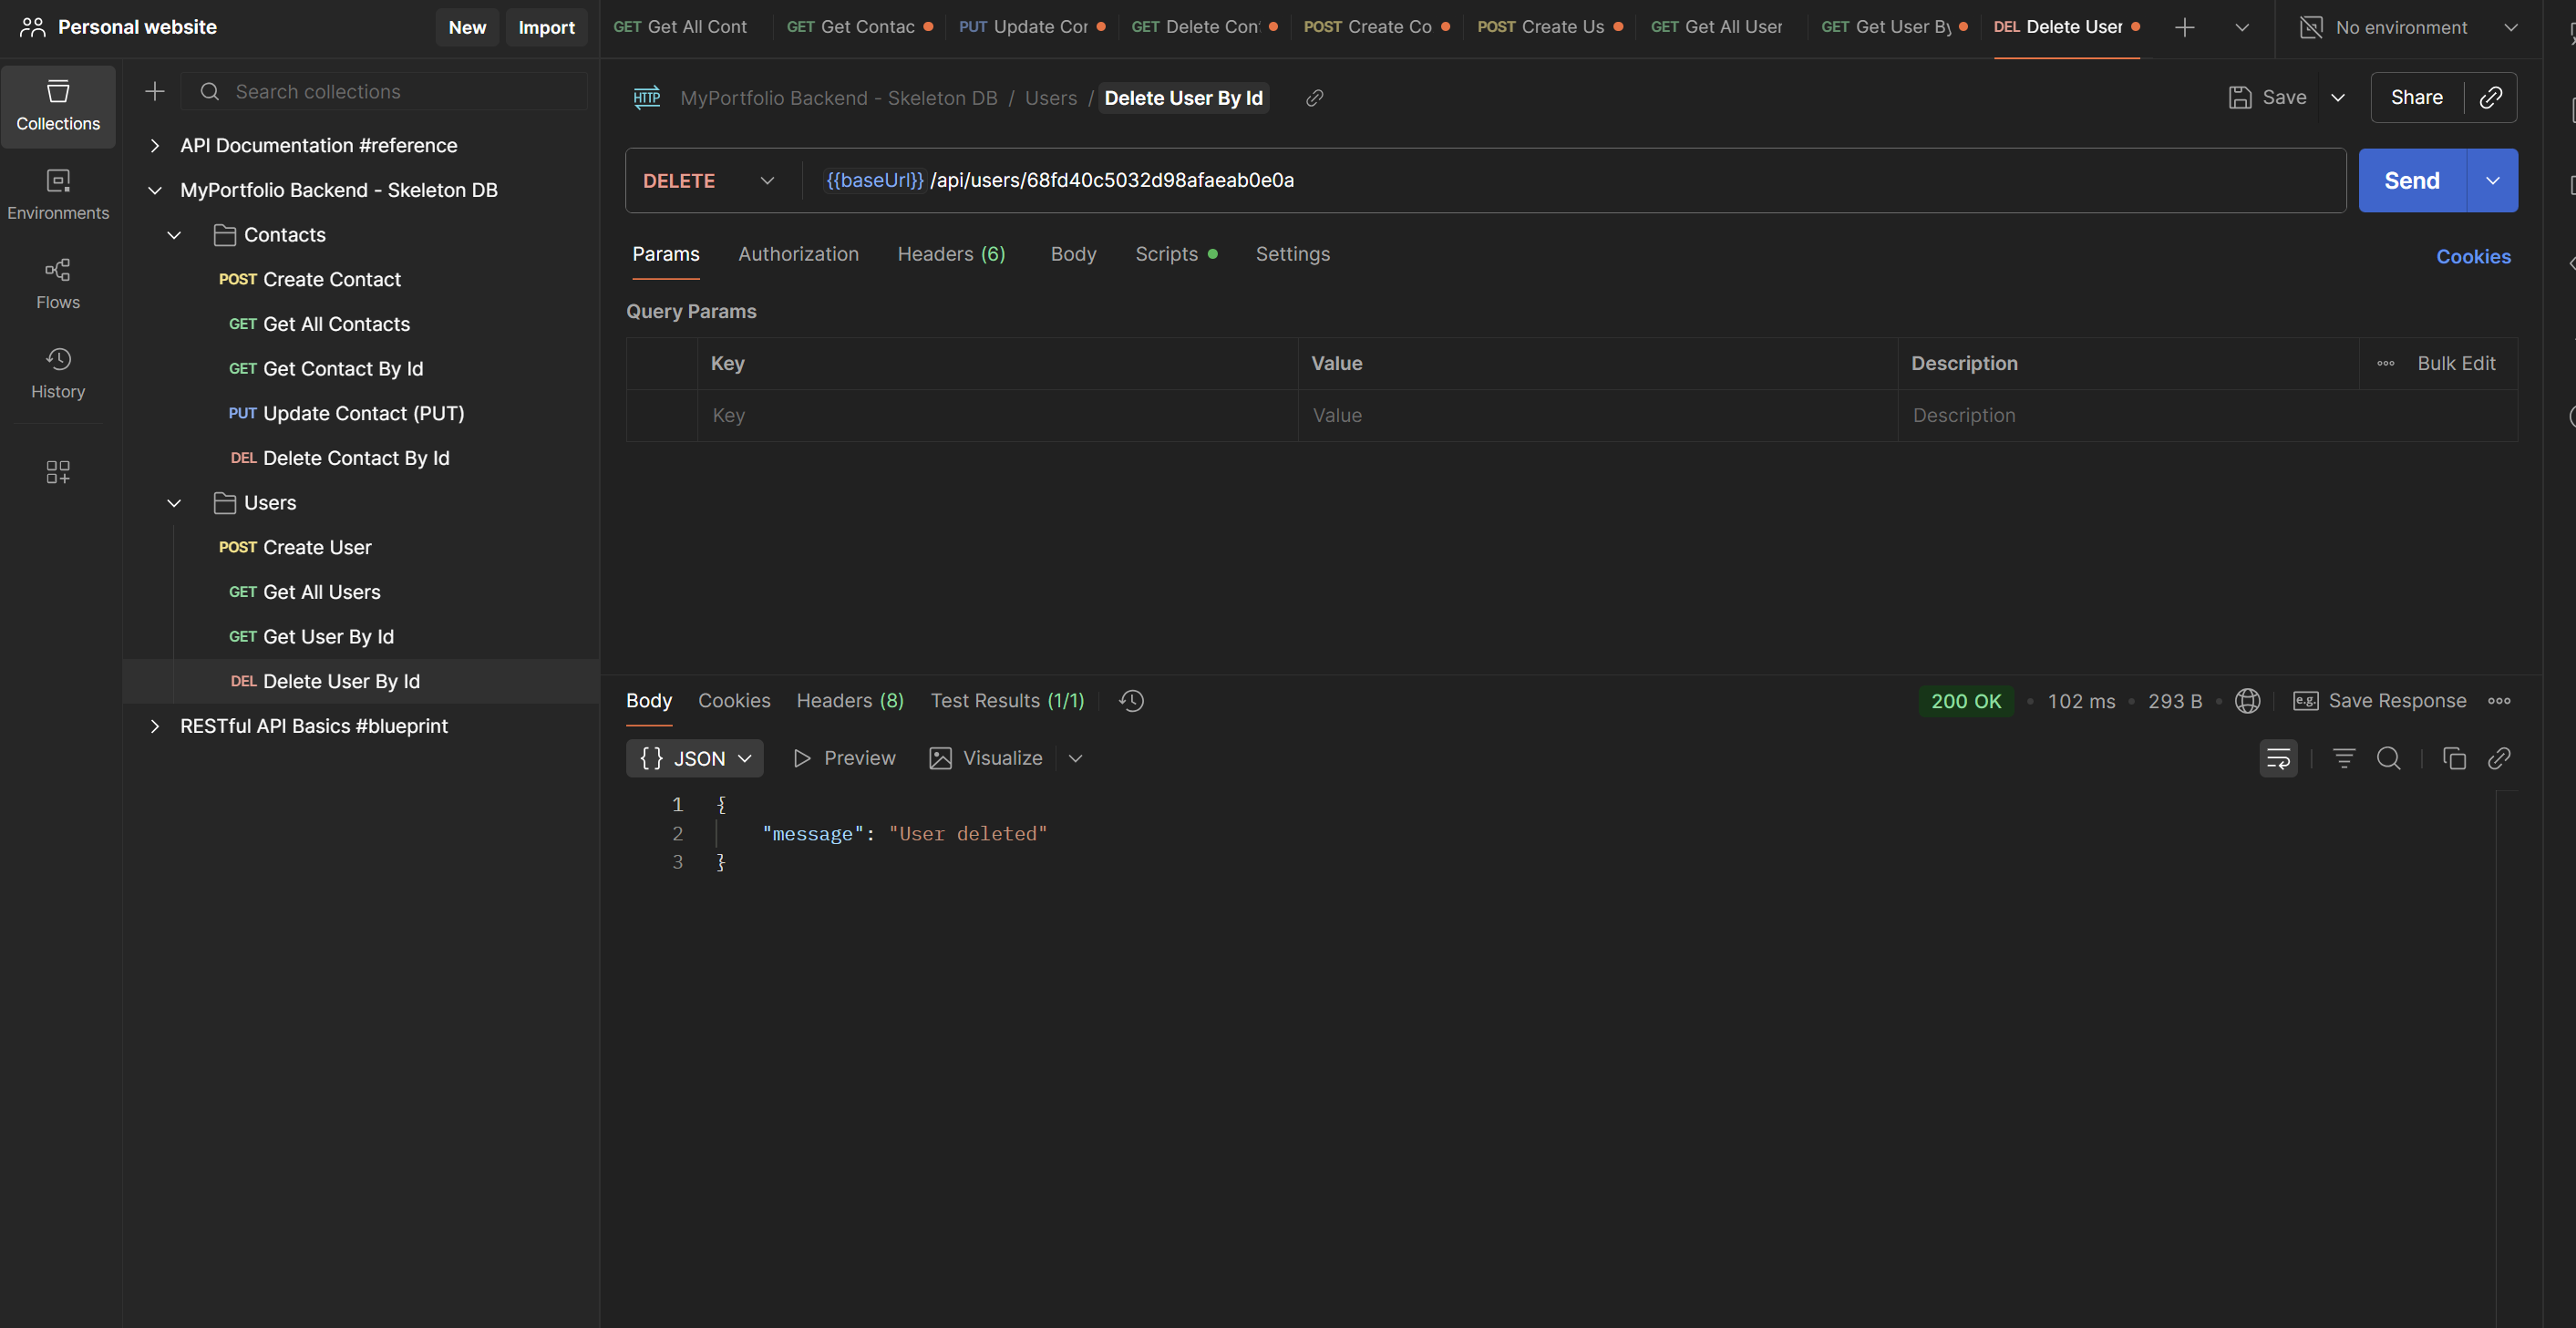 Personal website
New
Import
GET Get All Cont
GET Get Contac
PUT Update Cor
GET Delete Con
POST Create Co
POST Create Us
GET Get All User
GET Get User By
DEL Delete User
No environment
Collections
Environments
Flows
History
Search collections
API Documentation #reference
MyPortfolio Backend - Skeleton DB
Contacts
POST Create Contact
GET Get All Contacts
GET Get Contact By Id
PUT Update Contact (PUT)
DEL Delete Contact By Id
Users
POST Create User
GET Get All Users
GET Get User By Id
DEL Delete User By Id
RESTful API Basics #blueprint
HTTP MyPortfolio Backend - Skeleton DB / Users / Delete User By Id
Save
Share
DELETE {{baseUrl}} /api/users/68fd40c5032d98afaeab0e0a
Send
Params Authorization Headers (6) Body Scripts Settings
Cookies
Query Params
Key Value Description Bulk Edit
Key Value Description
Body Cookies Headers (8) Test Results (1/1)
200 OK • 102 ms • 293 B
e.g. Save Response
{} JSON Preview Visualize
1 {
2 "message": "User deleted"
3 }